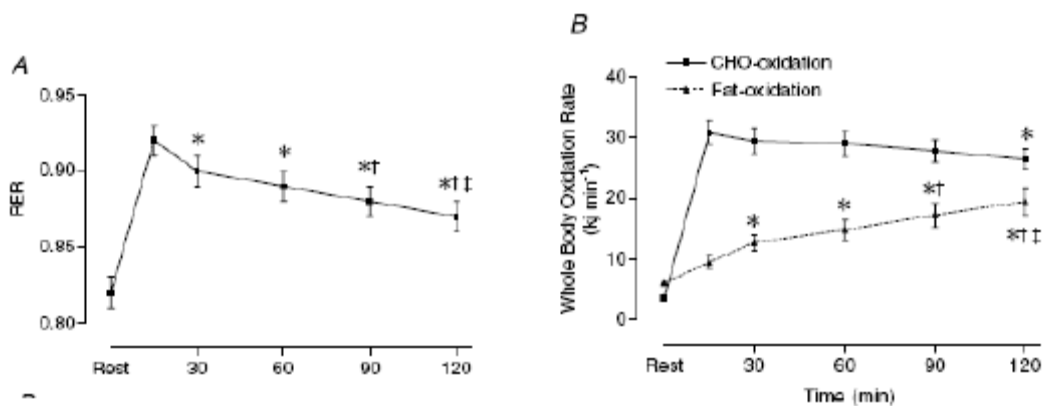 A
0.95
0.90
0.85
0.80
RER
*
*
*†
*†‡
Rest 30 60 90 120
B
CHO-oxidation
Fat-oxidation
40
30
20
10
0
Whole Body Oxidation Rate
(kj min⁻¹)
*
*
*
*†
*†‡
Rest 30 60 90 120
Time (min)